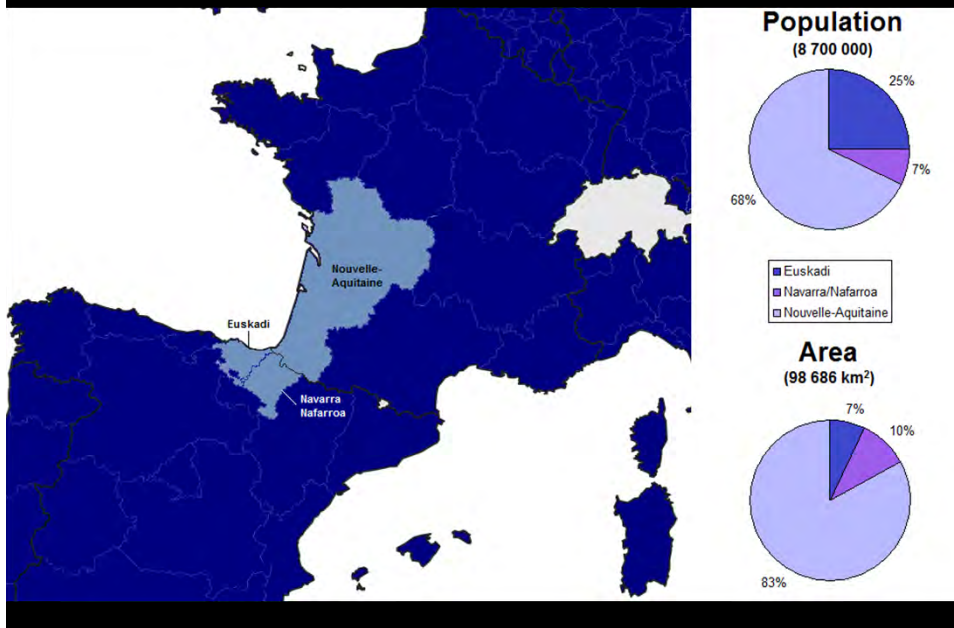 Population
(8 700 000)
25%
7%
68%
Nouvelle-
Aquitaine
Euskadi
Navarra
Nafarroa
Euskadi
Navarra/Nafarroa
Nouvelle-Aquitaine
Area
(98 686 km²)
7%
10%
83%